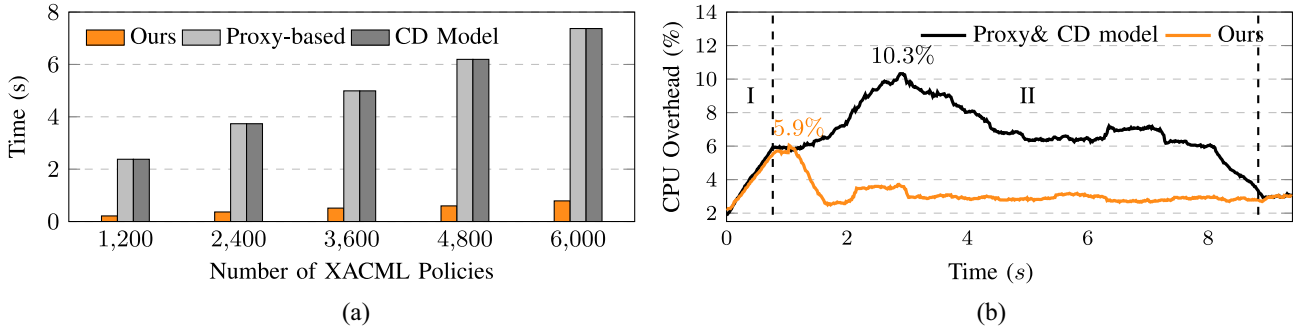 8
6
4
2
0
Time (s)
Ours
Proxy-based
CD Model
1,200
2,400
3,600
4,800
6,000
Number of XACML Policies
(a)
14
12
10
8
6
4
2
CPU Overhead (%)
Proxy& CD model
Ours
10.3%
I
II
5.9%
0
2
4
6
8
Time (s)
(b)